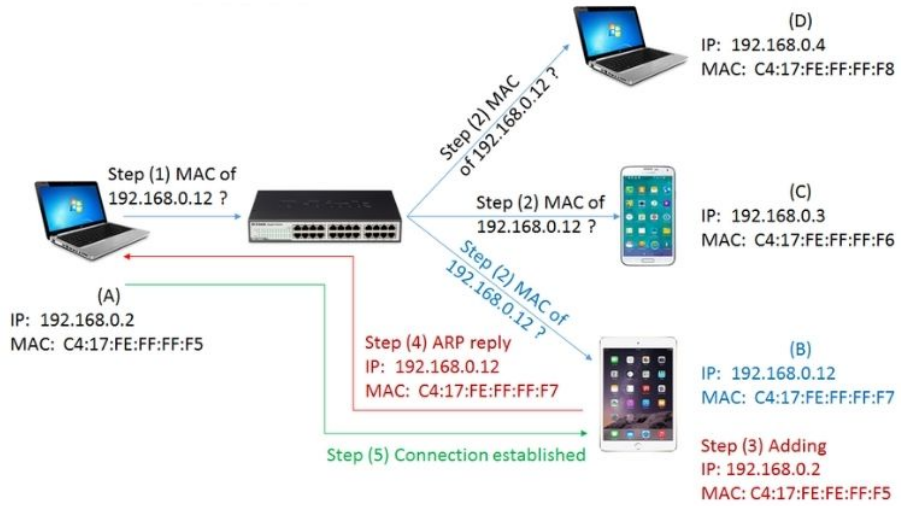 (D)
IP: 192.168.0.4
MAC: C4:17:FE:FF:FF:F8
Step (2) MAC
of 192.168.0.12 ?
Step (1) MAC of
192.168.0.12 ?
Step (2) MAC of
192.168.0.12 ?
(C)
IP: 192.168.0.3
MAC: C4:17:FE:FF:FF:F6
Step (2) MAC of
192.168.0.12 ?
(A)
IP: 192.168.0.2
MAC: C4:17:FE:FF:FF:F5
Step (4) ARP reply
IP: 192.168.0.12
MAC: C4:17:FE:FF:FF:F7
(B)
IP: 192.168.0.12
MAC: C4:17:FE:FF:FF:F7
Step (5) Connection established
Step (3) Adding
IP: 192.168.0.2
MAC: C4:17:FE:FE:FF:F5